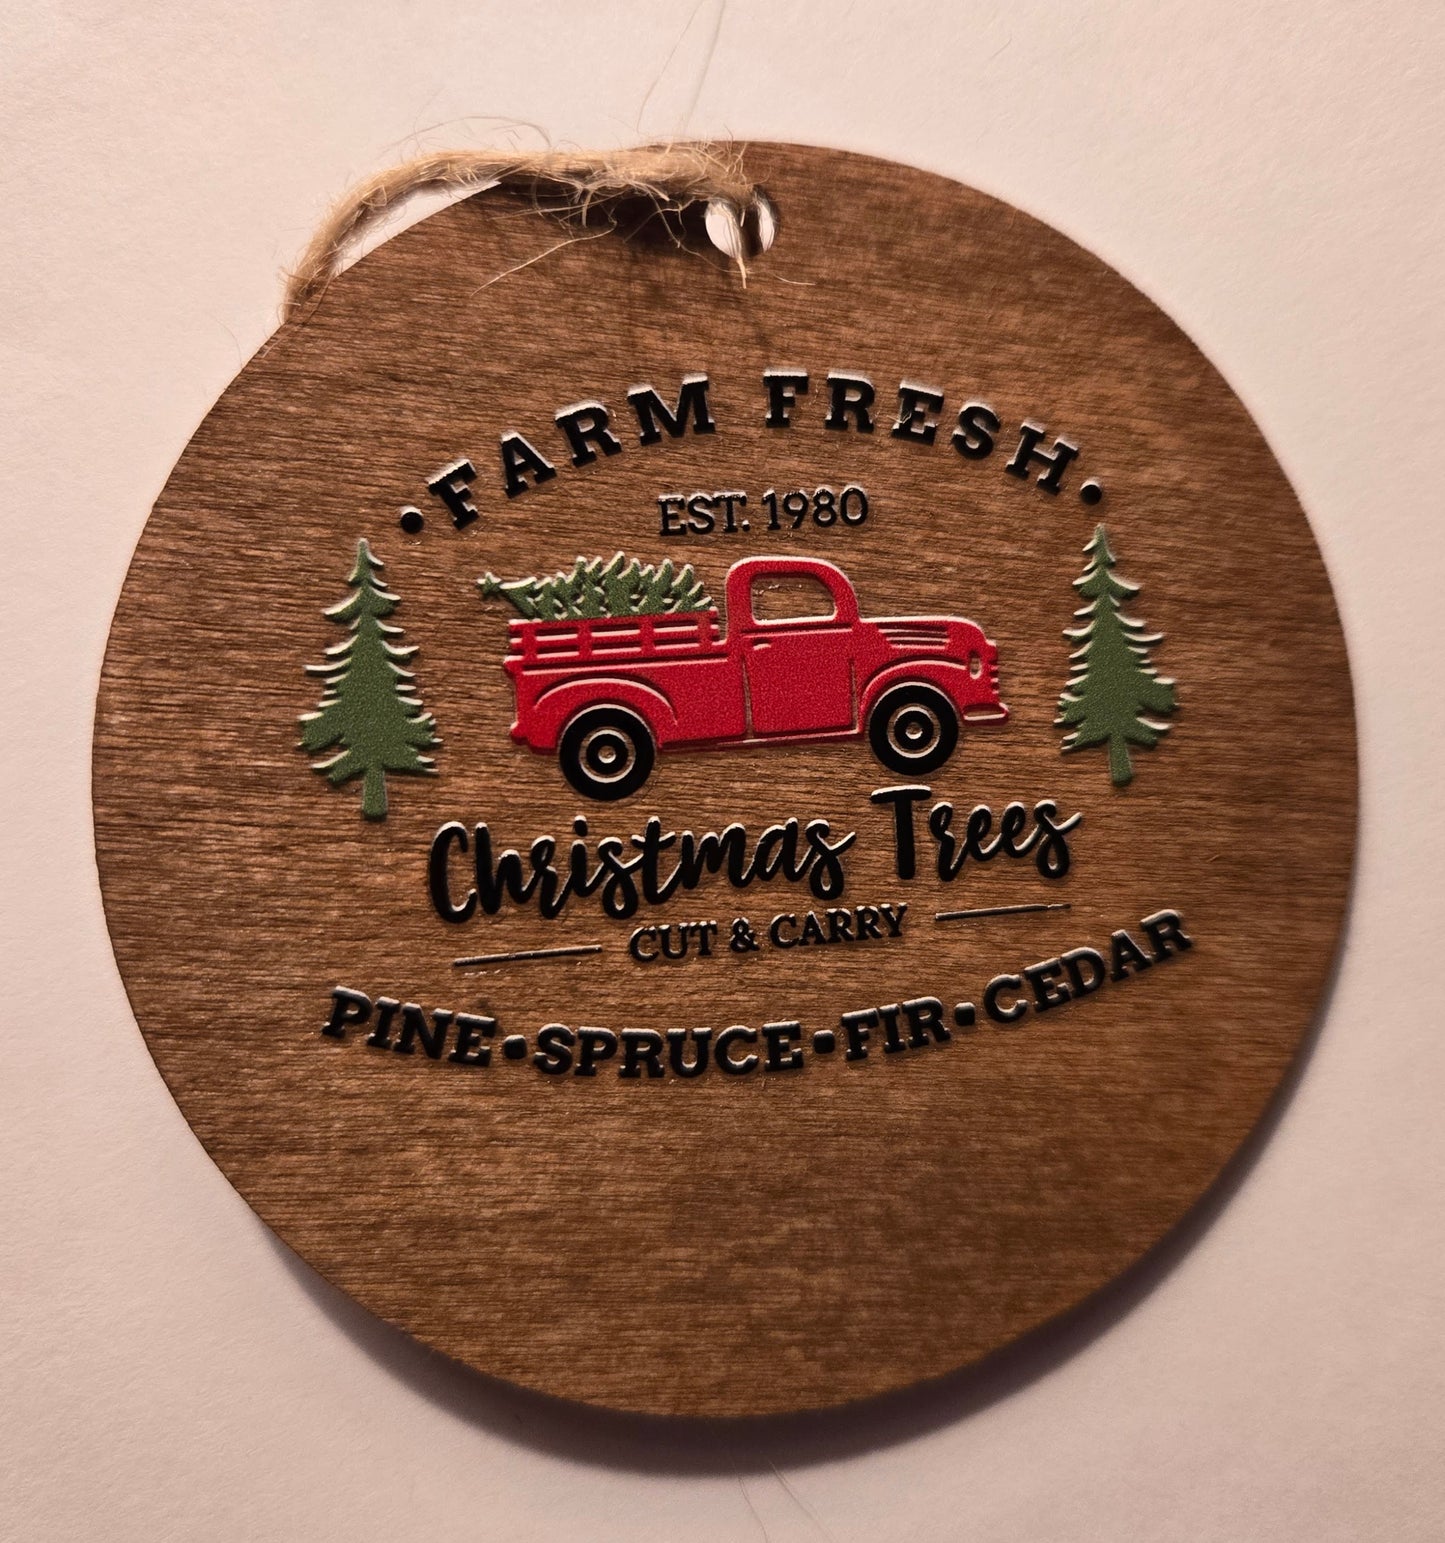 • FARM FRESH •
EST. 1980
Christmas Trees
CUT & CARRY
PINE • SPRUCE • FIR • CEDAR